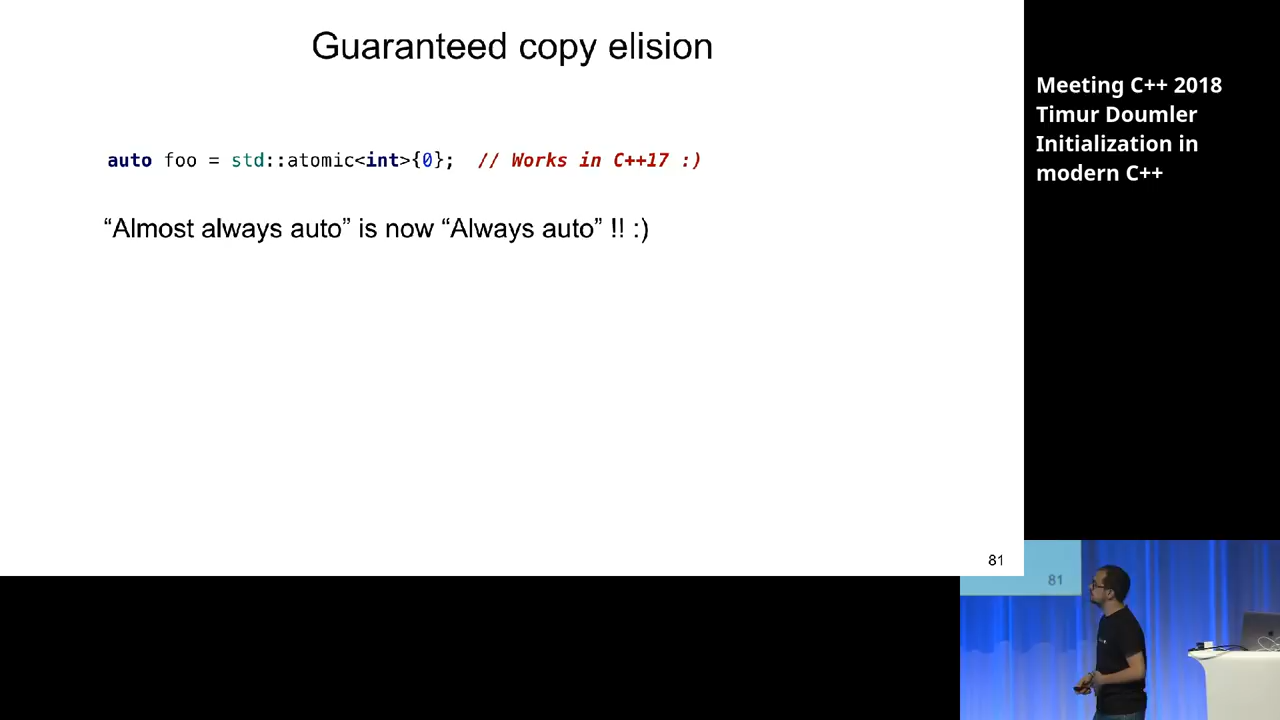 Guaranteed copy elision
auto foo = std::atomic<int>{0};  // Works in C++17 :)
“Almost always auto” is now “Always auto” !! :)
81
Meeting C++ 2018
Timur Doumler
Initialization in
modern C++
81